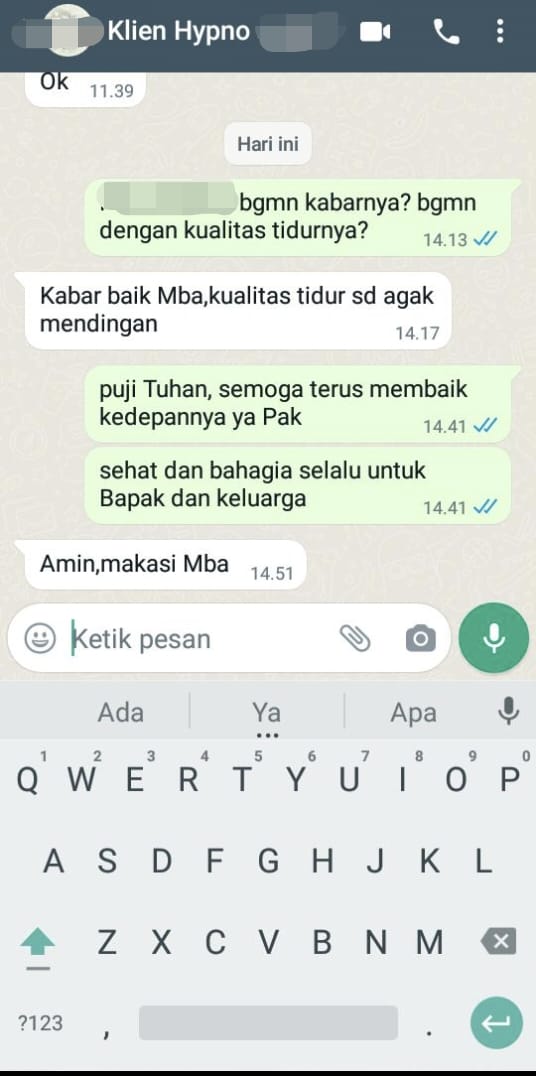 Klien Hypno
Ok 11.39
Hari ini
bgmn kabarnya? bgmn
dengan kualitas tidurnya? 14.13
Kabar baik Mba,kualitas tidur sd agak
mendingan 14.17
puji Tuhan, semoga terus membaik
kedepannya ya Pak 14.41
sehat dan bahagia selalu untuk
Bapak dan keluarga 14.41
Amin,makasi Mba 14.51
Ketik pesan
Ada Ya Apa
1 2 3 4 5 6 7 8 9 0
Q W E R T Y U I O P
A S D F G H J K L
Z X C V B N M
?123 , .